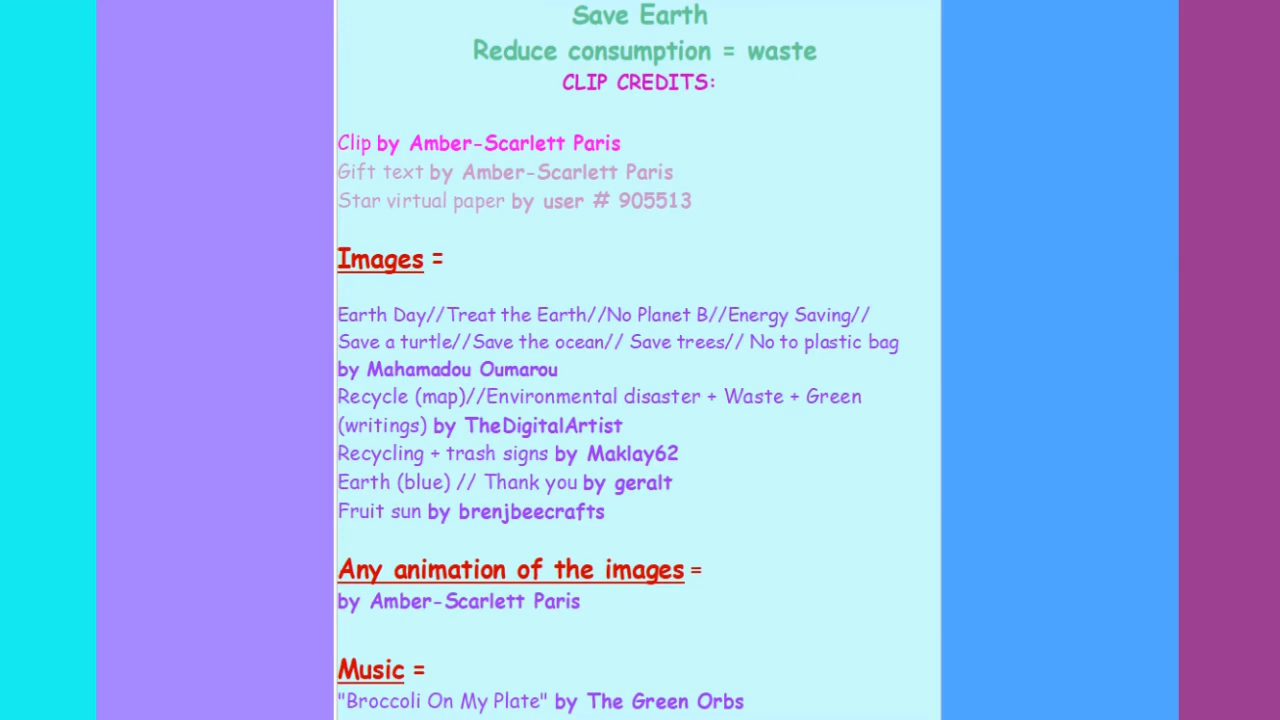 Save Earth
Reduce consumption = waste
CLIP CREDITS:
Clip by Amber-Scarlett Paris
Gift text by Amber-Scarlett Paris
Star virtual paper by user # 905513
Images =
Earth Day//Treat the Earth//No Planet B//Energy Saving//
Save a turtle//Save the ocean// Save trees// No to plastic bag
by Mahamadou Oumarou
Recycle (map)//Environmental disaster + Waste + Green
(writings) by TheDigitalArtist
Recycling + trash signs by Maklay62
Earth (blue) // Thank you by geralt
Fruit sun by brenjbeecrafts
Any animation of the images =
by Amber-Scarlett Paris
Music =
"Broccoli On My Plate" by The Green Orbs